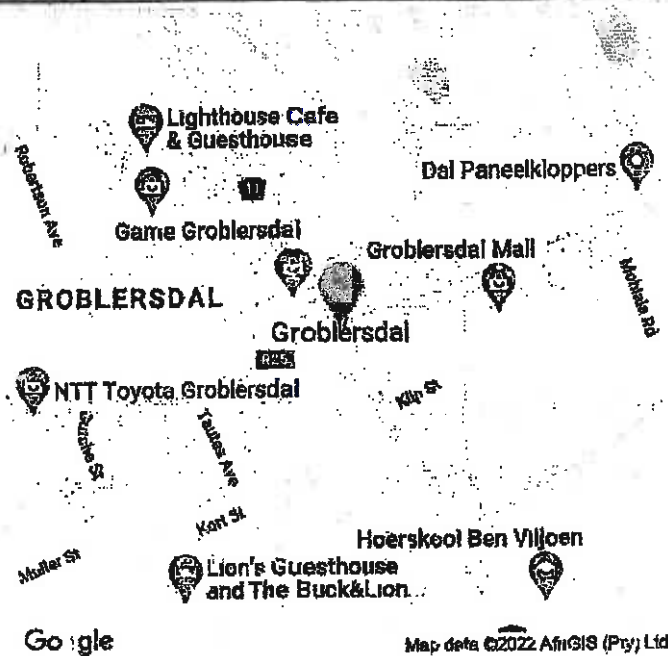 Lighthouse Cafe
& Guesthouse
Robertson Ave
11
Dal Paneelkloppers
Game Groblersdal
Groblersdal Mall
GROBLERSDAL
Mohlala Rd
Groblersdal
R25
NTT Toyota Groblersdal
Klip St
Tautes Ave
Kort St
Hoerskool Ben Viljoen
Muller St
Lion's Guesthouse
and The Buck&Lion...
Google
Map data ©2022 AfriGIS (Pty) Ltd